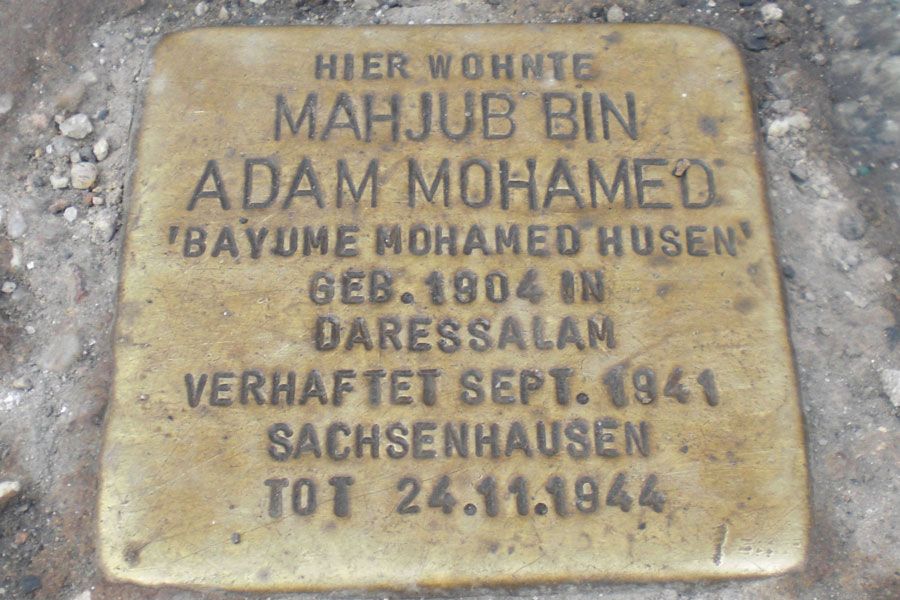 HIER WOHNTE
MAHJUB BIN
ADAM MOHAMED
'BAYUME MOHAMED HUSEN'
GEB. 1904 IN
DARESSALAM
VERHAFTET SEPT. 1941
SACHSENHAUSEN
TOT 24.11.1944